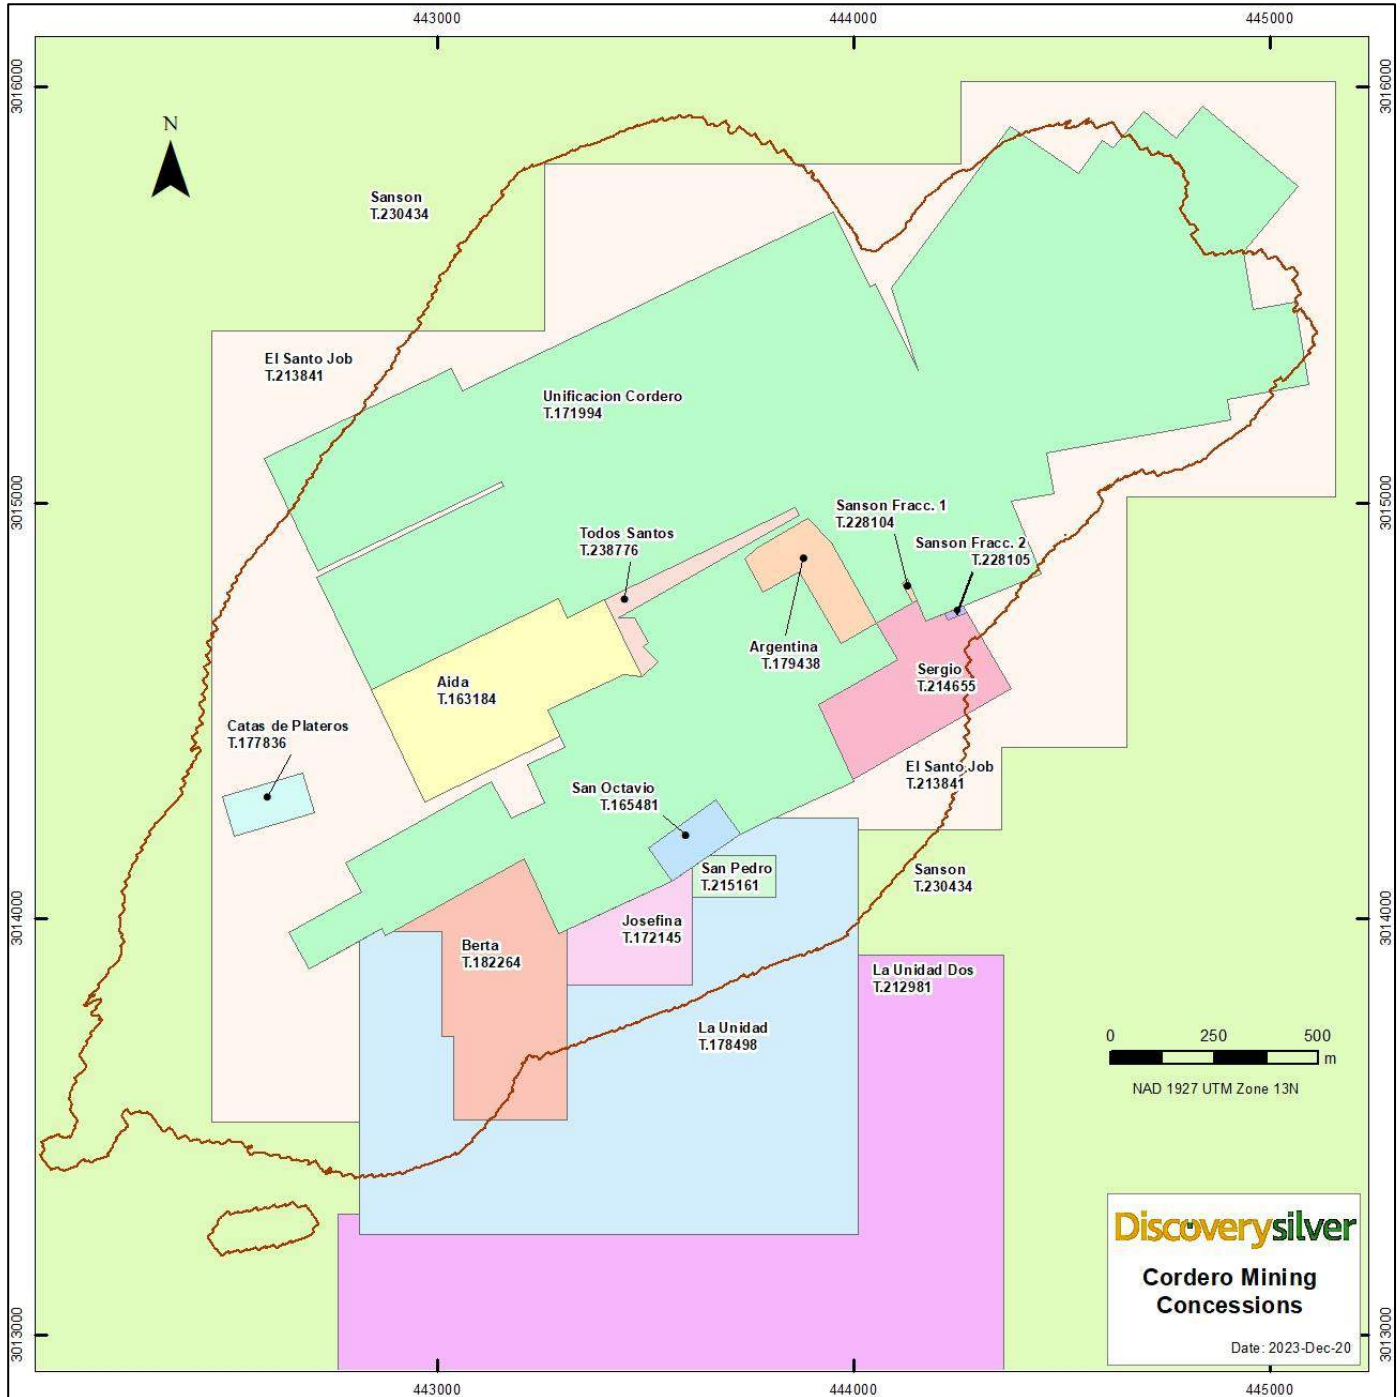 443000
444000
445000
3016000
3016000
N
Sanson
T.230434
El Santo Job
T.213841
Unificacion Cordero
T.171994
3015000
3015000
Sanson Fracc. 1
T.228104
Todos Santos
T.238776
Sanson Fracc. 2
T.228105
Argentina
T.179438
Sergio
T.214655
Aida
T.163184
Catas de Plateros
T.177836
El Santo Job
T.213841
San Octavio
T.165481
San Pedro
T.215161
Sanson
T.230434
3014000
3014000
Josefina
T.172145
Berta
T.182264
La Unidad Dos
T.212981
La Unidad
T.178498
0 250 500
m
NAD 1927 UTM Zone 13N
Discoverysilver
Cordero Mining
Concessions
Date: 2023-Dec-20
3013000
3013000
443000
444000
445000